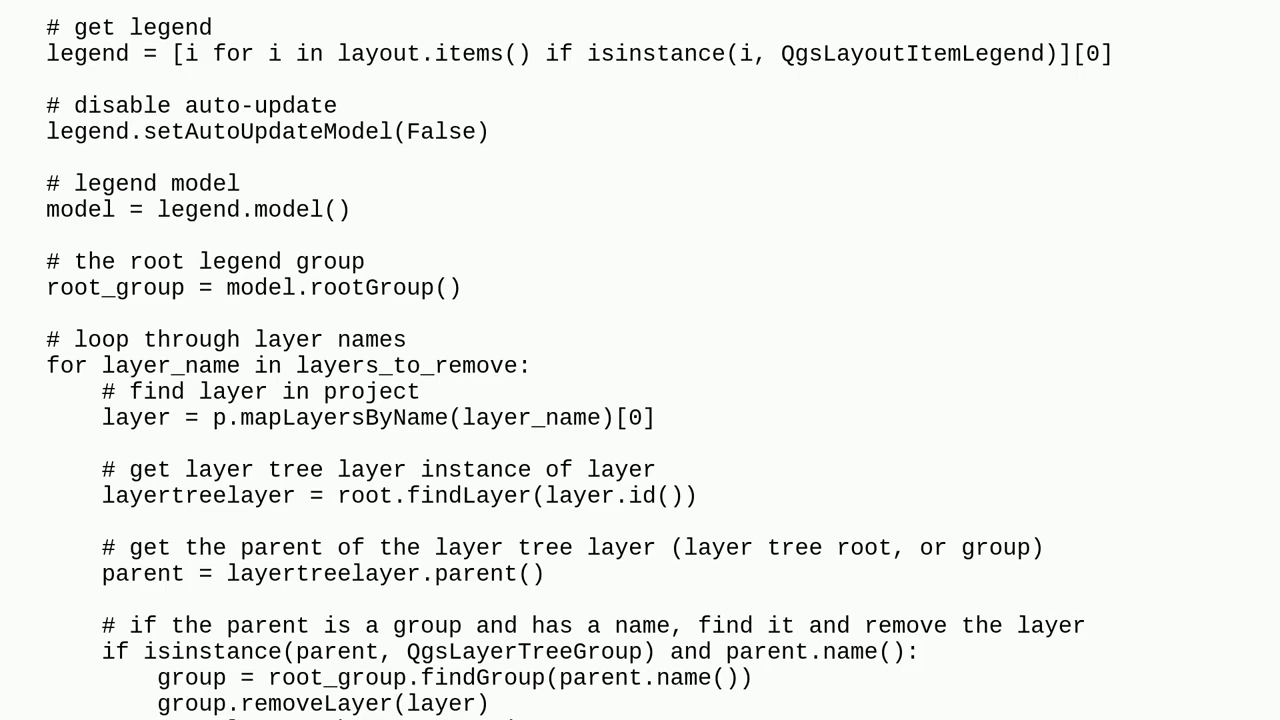 # get legend
legend = [i for i in layout.items() if isinstance(i, QgsLayoutItemLegend)][0]

# disable auto-update
legend.setAutoUpdateModel(False)

# legend model
model = legend.model()

# the root legend group
root_group = model.rootGroup()

# loop through layer names
for layer_name in layers_to_remove:
    # find layer in project
    layer = p.mapLayersByName(layer_name)[0]

    # get layer tree layer instance of layer
    layertreelayer = root.findLayer(layer.id())

    # get the parent of the layer tree layer (layer tree root, or group)
    parent = layertreelayer.parent()

    # if the parent is a group and has a name, find it and remove the layer
    if isinstance(parent, QgsLayerTreeGroup) and parent.name():
        group = root_group.findGroup(parent.name())
        group.removeLayer(layer)